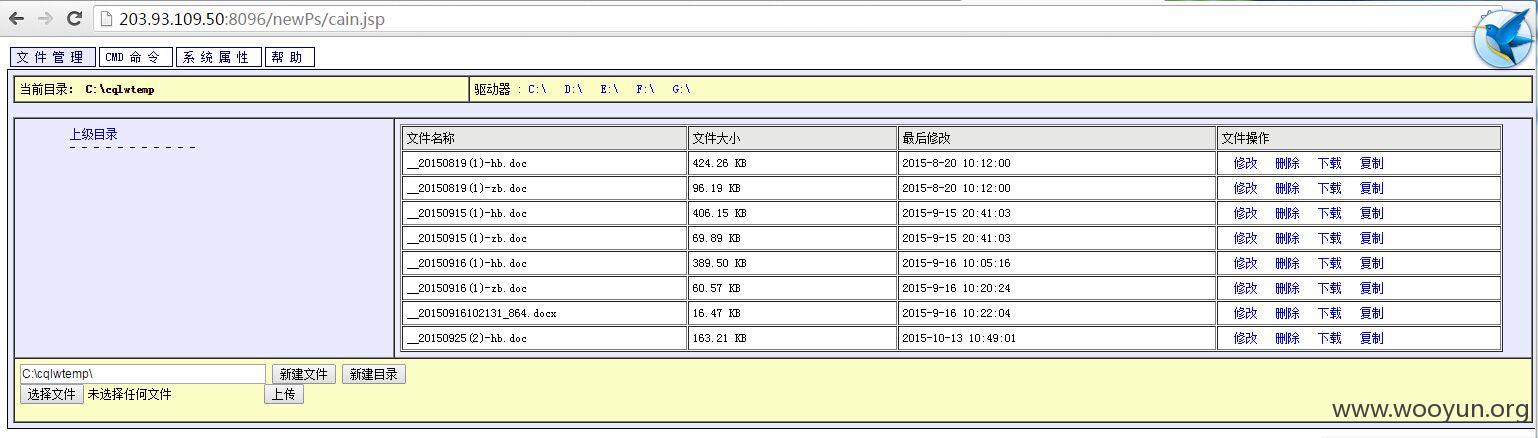 203.93.109.50:8096/newPs/cain.jsp
文件管理 CMD命令 系统属性 帮助
当前目录: C:\cqlwtemp 驱动器 : C:\ D:\ E:\ F:\ G:\
上级目录
- - - - - - - - - - -
文件名称 文件大小 最后修改 文件操作
__20150819(1)-hb.doc 424.26 KB 2015-8-20 10:12:00 修改 删除 下载 复制
__20150819(1)-zb.doc 96.19 KB 2015-8-20 10:12:00 修改 删除 下载 复制
__20150915(1)-hb.doc 406.15 KB 2015-9-15 20:41:03 修改 删除 下载 复制
__20150915(1)-zb.doc 69.89 KB 2015-9-15 20:41:03 修改 删除 下载 复制
__20150916(1)-hb.doc 389.50 KB 2015-9-16 10:05:16 修改 删除 下载 复制
__20150916(1)-zb.doc 60.57 KB 2015-9-16 10:20:24 修改 删除 下载 复制
__20150916102131_864.docx 16.47 KB 2015-9-16 10:22:04 修改 删除 下载 复制
__20150925(2)-hb.doc 163.21 KB 2015-10-13 10:49:01 修改 删除 下载 复制
C:\cqlwtemp\ 新建文件 新建目录
选择文件 未选择任何文件 上传
www.wooyun.org